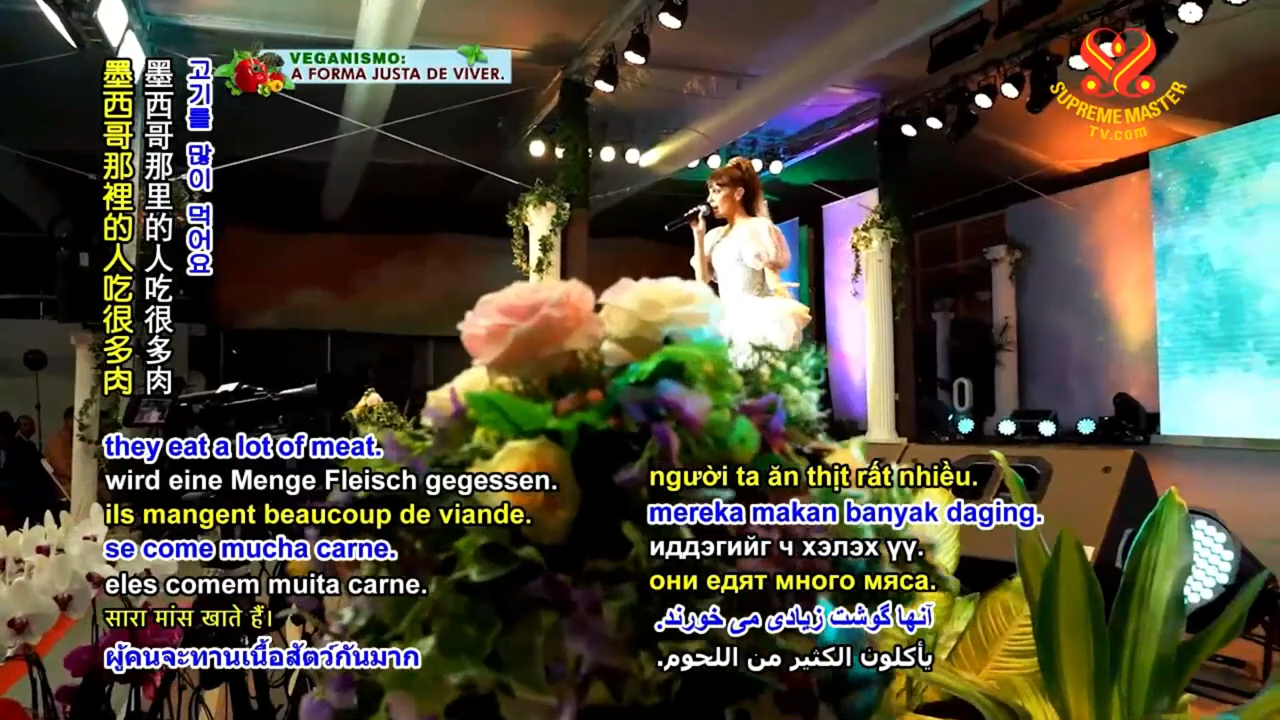 VEGANISMO:
A FORMA JUSTA DE VIVER.
SUPREME MASTER
TV.com
고기를 많이 먹어요
墨西哥那里的人吃很多肉
墨西哥那裡的人吃很多肉
they eat a lot of meat.
wird eine Menge Fleisch gegessen.
ils mangent beaucoup de viande.
se come mucha carne.
eles comem muita carne.
सारा मांस खाते हैं।
ผู้คนจะทานเนื้อสัตว์กันมาก
người ta ăn thịt rất nhiều.
mereka makan banyak daging.
иддэгийг ч хэлэх үү.
они едят много мяса.
آنها گوشت زیادی می خورند.
يأكلون الكثير من اللحوم.